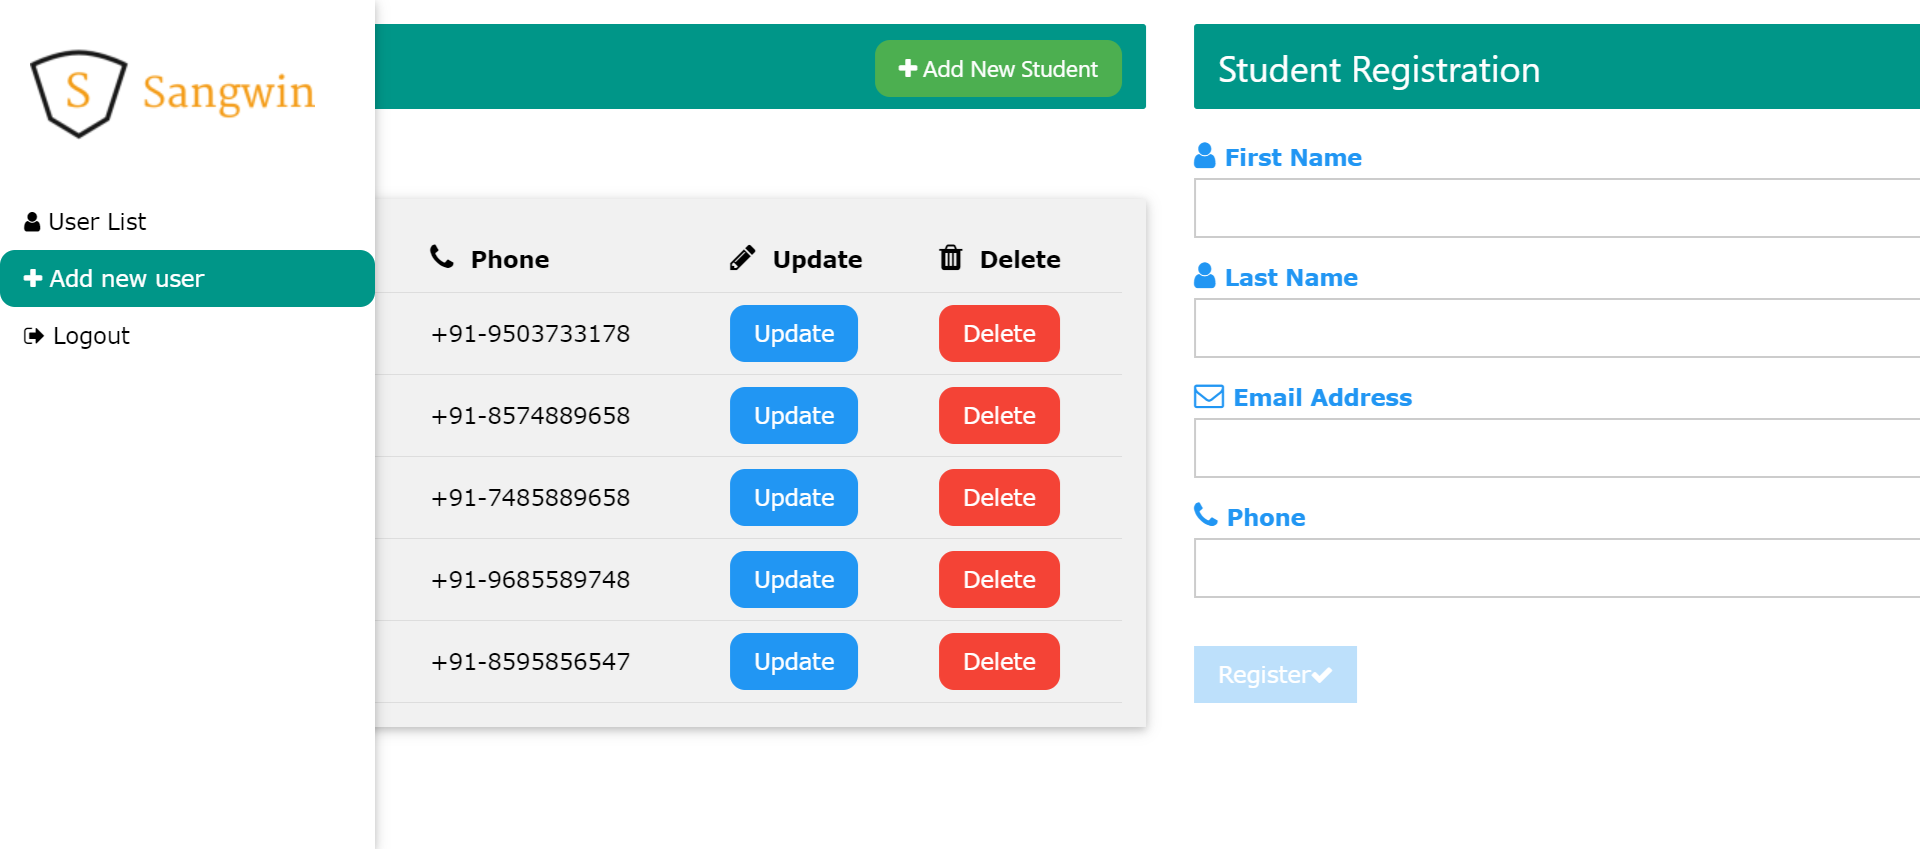 S Sangwin
User List
Add new user
Logout
Add New Student
Phone Update Delete
+91-9503733178 Update Delete
+91-8574889658 Update Delete
+91-7485889658 Update Delete
+91-9685589748 Update Delete
+91-8595856547 Update Delete
Student Registration
First Name
Last Name
Email Address
Phone
Register